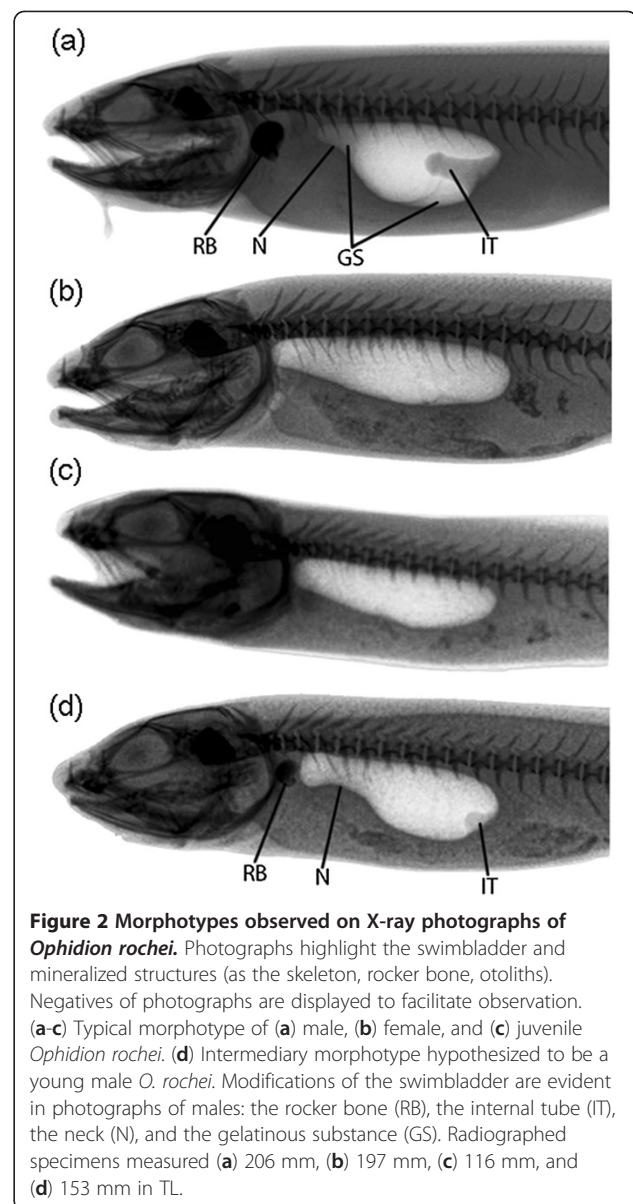 (a)
RB N GS IT
(b)
(c)
(d)
RB N IT
Figure 2 Morphotypes observed on X-ray photographs of
Ophidion rochei. Photographs highlight the swimbladder and
mineralized structures (as the skeleton, rocker bone, otoliths).
Negatives of photographs are displayed to facilitate observation.
(a-c) Typical morphotype of (a) male, (b) female, and (c) juvenile
Ophidion rochei. (d) Intermediary morphotype hypothesized to be a
young male O. rochei. Modifications of the swimbladder are evident
in photographs of males: the rocker bone (RB), the internal tube (IT),
the neck (N), and the gelatinous substance (GS). Radiographed
specimens measured (a) 206 mm, (b) 197 mm, (c) 116 mm, and
(d) 153 mm in TL.